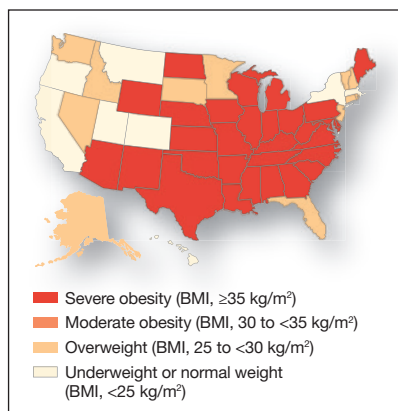 Severe obesity (BMI, ≥35 kg/m²)
Moderate obesity (BMI, 30 to <35 kg/m²)
Overweight (BMI, 25 to <30 kg/m²)
Underweight or normal weight
(BMI, <25 kg/m²)